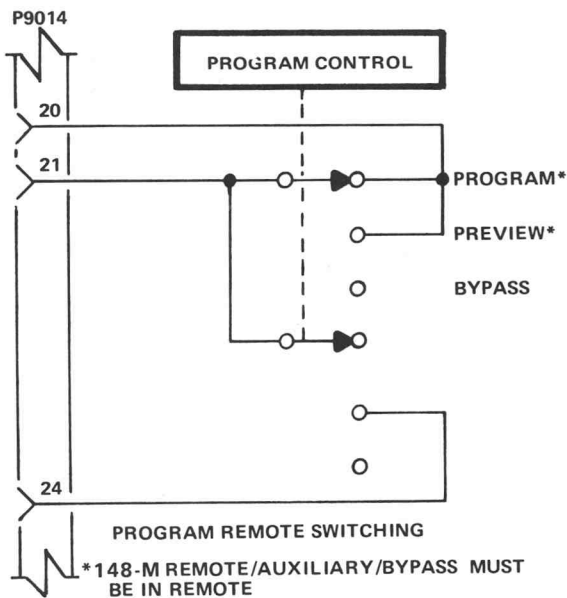 P9014
PROGRAM CONTROL
20
21
PROGRAM*
PREVIEW*
BYPASS
24
PROGRAM REMOTE SWITCHING
*148-M REMOTE/AUXILIARY/BYPASS MUST
BE IN REMOTE